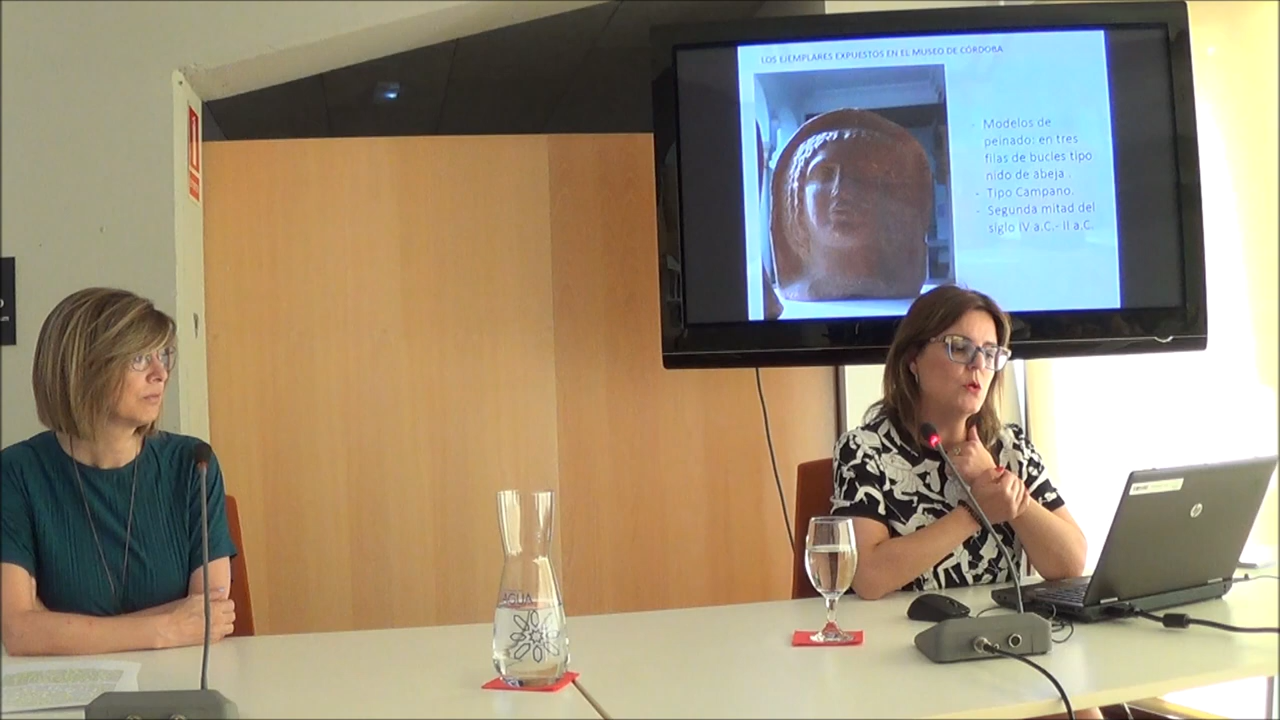 LOS EJEMPLARES EXPUESTOS EN EL MUSEO DE CÓRDOBA
- Modelos de
peinado: en tres
filas de bucles tipo
nido de abeja .
- Tipo Campano.
- Segunda mitad del
siglo IV a.C.- II a.C.
AGUA
hp